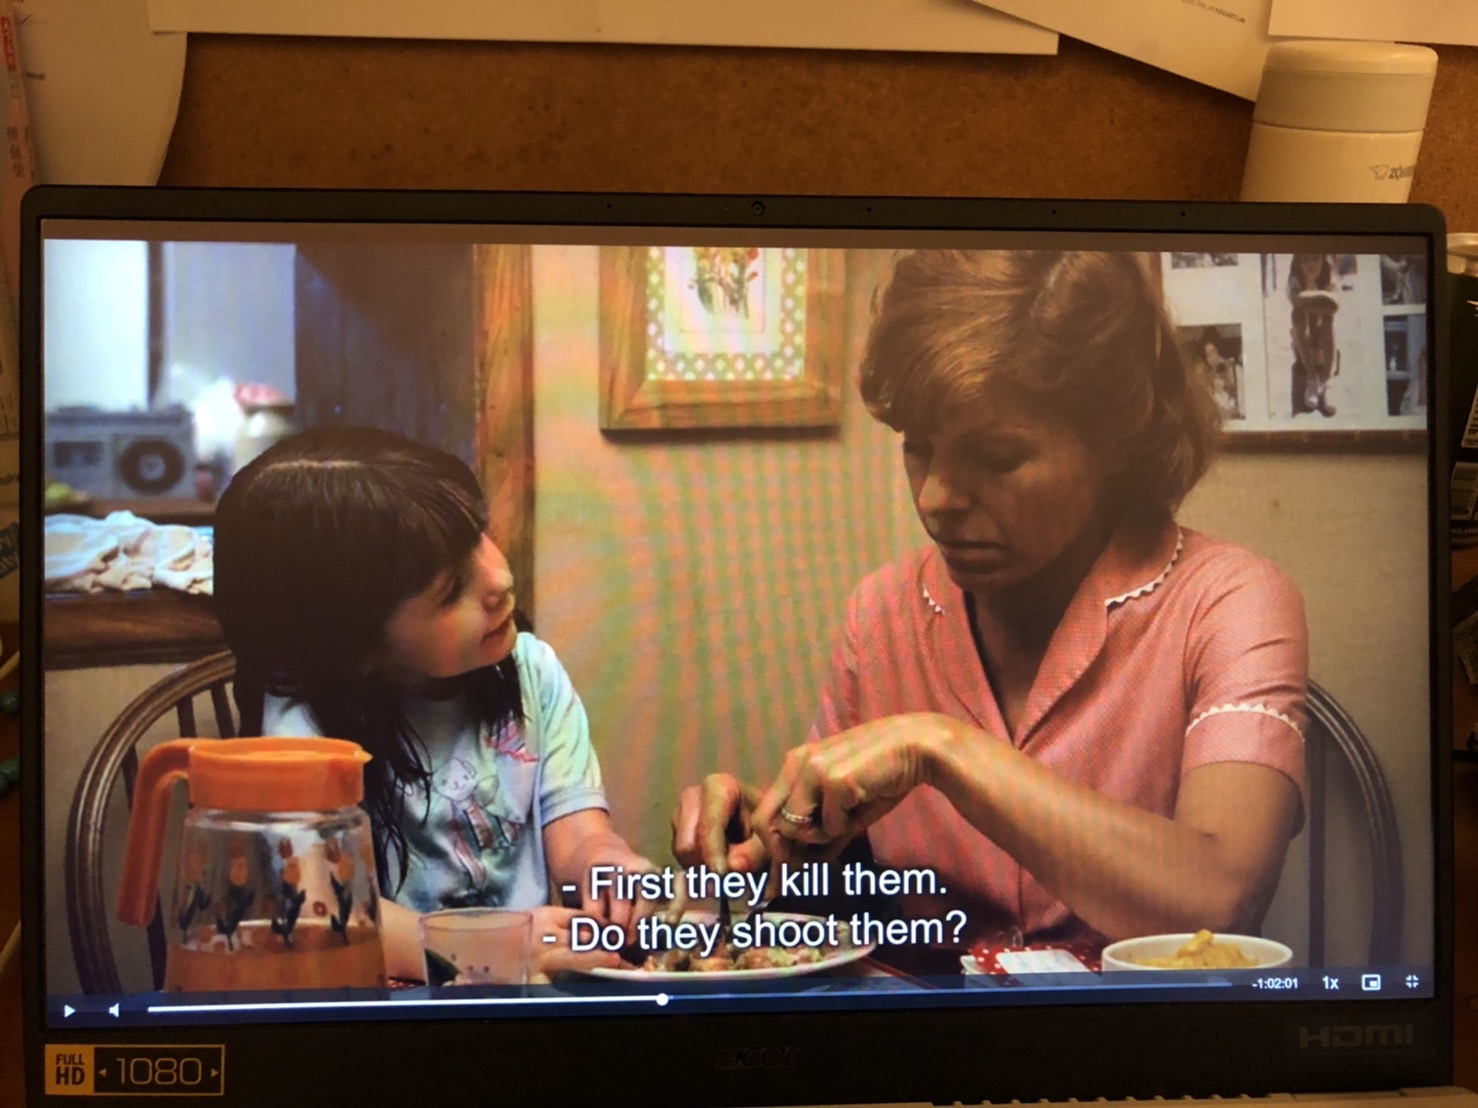 - First they kill them.
- Do they shoot them?
-1:02:01
1x
FULL
HD
1080
acer
HDMI